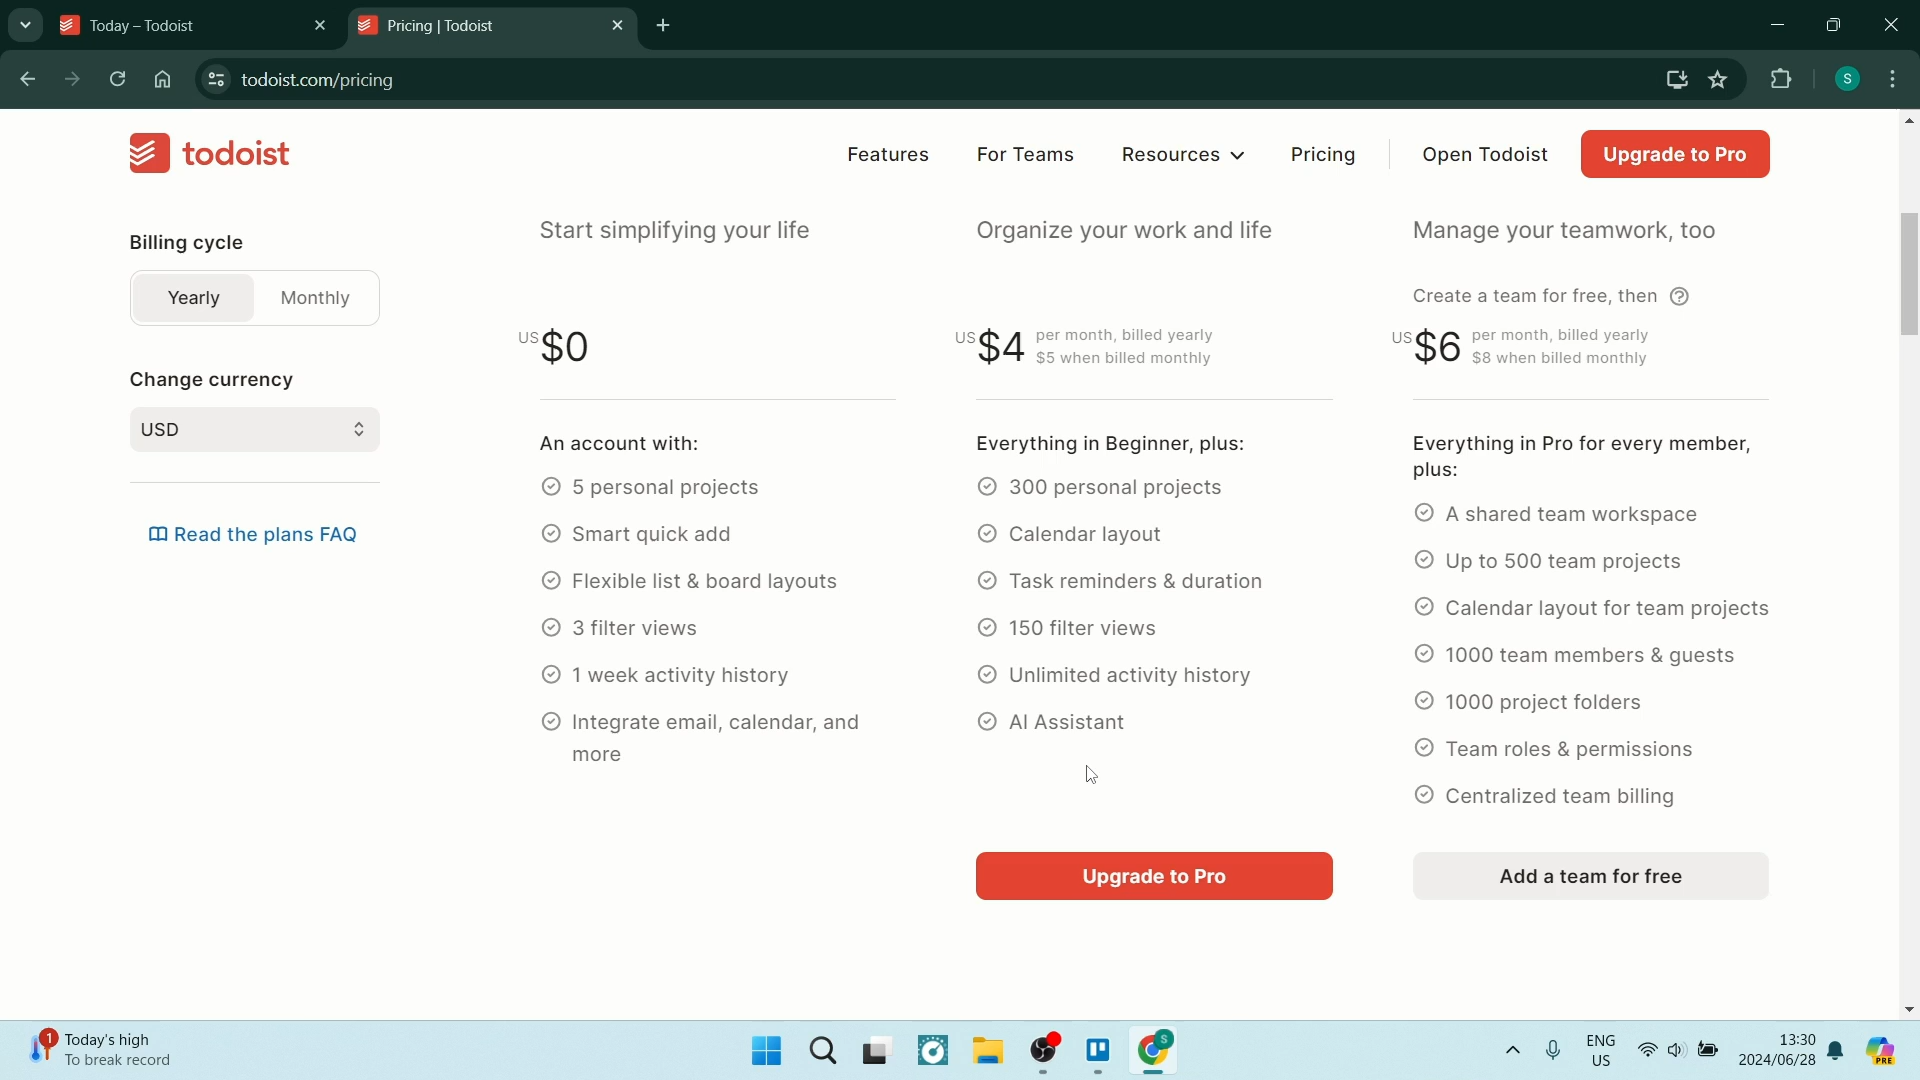 Today – Todoist
Pricing | Todoist
todoist.com/pricing
S
todoist
Features
For Teams
Resources
Pricing
Open Todoist
Upgrade to Pro
Billing cycle
Yearly
Monthly
Change currency
USD
Read the plans FAQ
Start simplifying your life
US $0
An account with:
5 personal projects
Smart quick add
Flexible list & board layouts
3 filter views
1 week activity history
Integrate email, calendar, and
more
Organize your work and life
US $4
per month, billed yearly
$5 when billed monthly
Everything in Beginner, plus:
300 personal projects
Calendar layout
Task reminders & duration
150 filter views
Unlimited activity history
AI Assistant
Upgrade to Pro
Manage your teamwork, too
Create a team for free, then
US $6
per month, billed yearly
$8 when billed monthly
Everything in Pro for every member,
plus:
A shared team workspace
Up to 500 team projects
Calendar layout for team projects
1000 team members & guests
1000 project folders
Team roles & permissions
Centralized team billing
Add a team for free
1
Today's high
To break record
S
ENG
US
13:30
2024/06/28
PRE